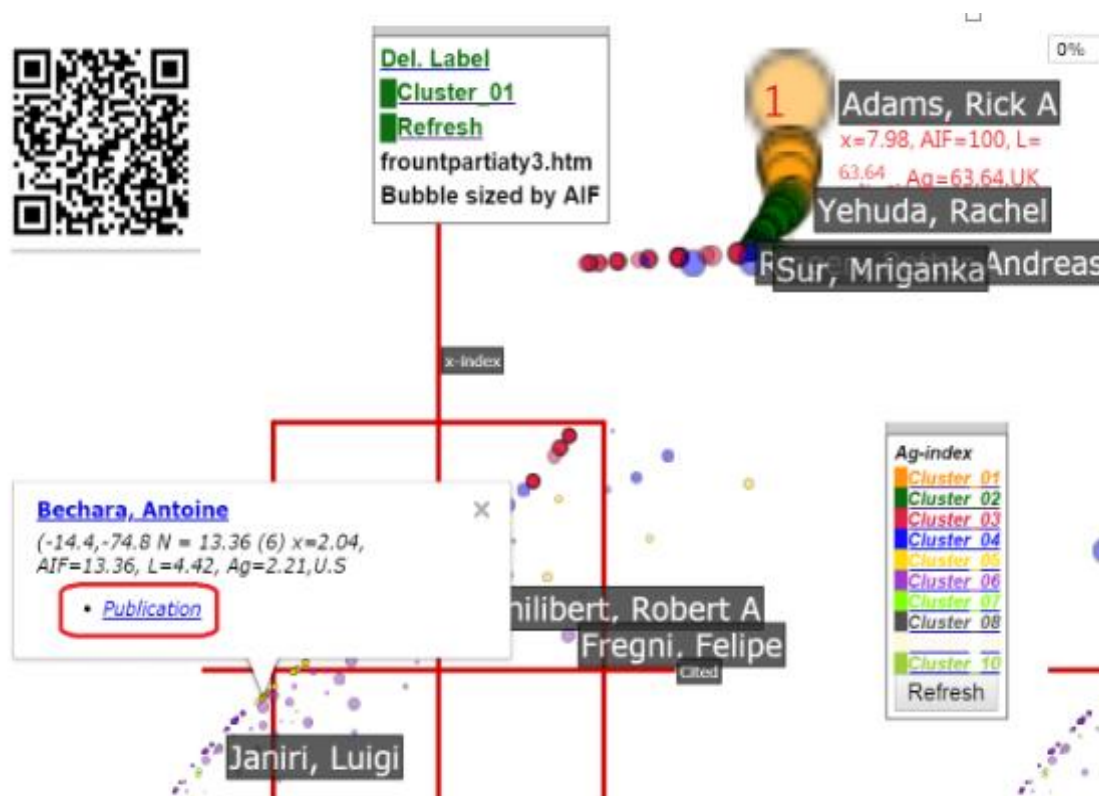 Del. Label
Cluster_01
Refresh
frountpartiaty3.htm
Bubble sized by AIF
0%
1
Adams, Rick A
x=7.98, AIF=100, L=
63.64
Ag=63.64,UK
Yehuda, Rachel
Andreas
Sur, Mriganka
x-index
Ag-index
Cluster_01
Cluster_02
Cluster_03
Cluster_04
Cluster_05
Cluster_06
Cluster_07
Cluster_08
Cluster_10
Refresh
Bechara, Antoine
×
(-14.4,-74.8 N = 13.36 (6) x=2.04,
AIF=13.36, L=4.42, Ag=2.21,U.S
• Publication
hilibert, Robert A
Fregni, Felipe
Cited
Janiri, Luigi